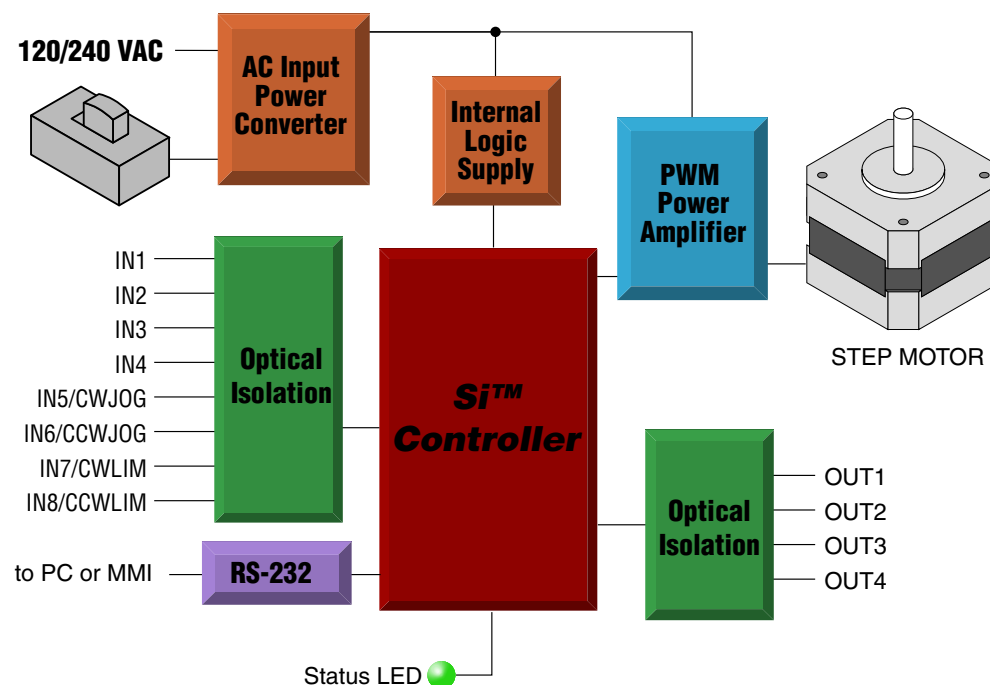 120/240 VAC
AC Input
Power
Converter
Internal
Logic
Supply
PWM
Power
Amplifier
STEP MOTOR
IN1
IN2
IN3
IN4
IN5/CWJOG
IN6/CCWJOG
IN7/CWLIM
IN8/CCWLIM
Optical
Isolation
Si™
Controller
Optical
Isolation
OUT1
OUT2
OUT3
OUT4
to PC or MMI
RS-232
Status LED